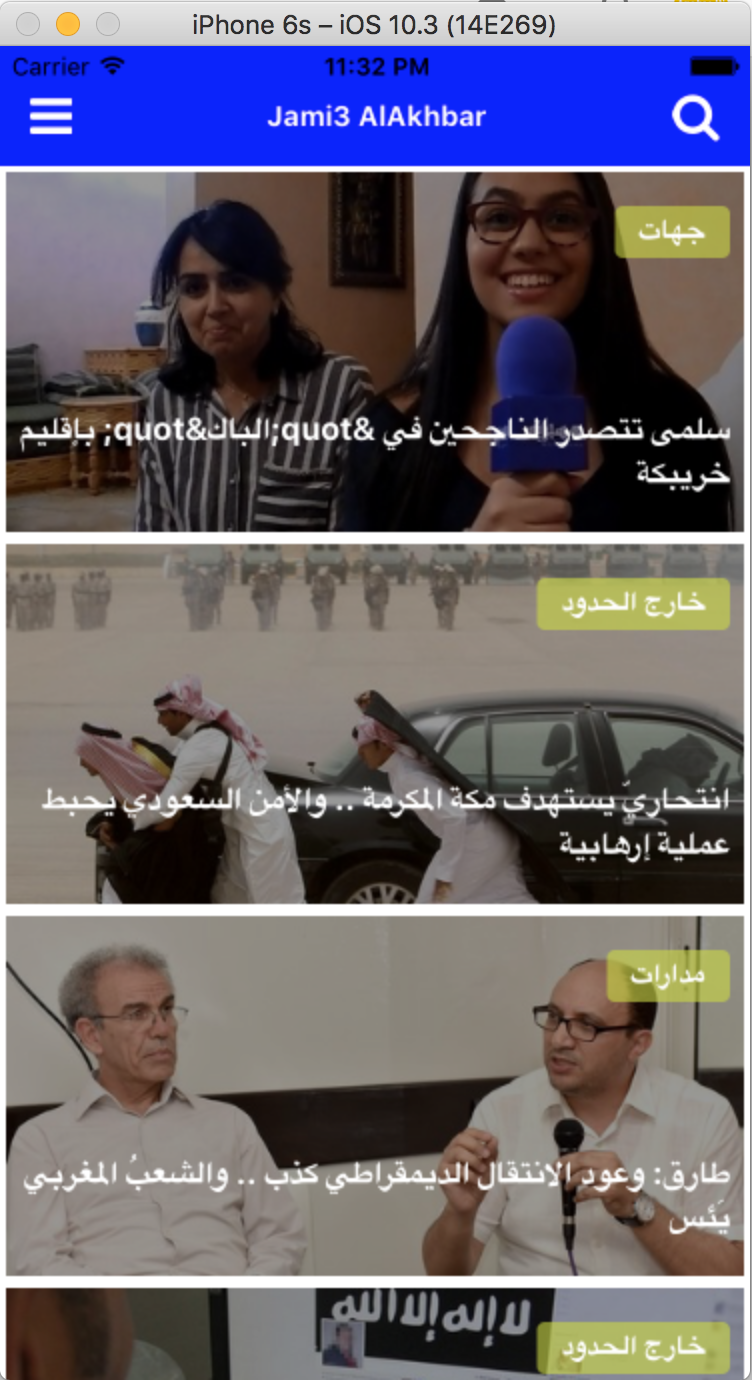 iPhone 6s – iOS 10.3 (14E269)
Carrier 11:32 PM
Jami3 AlAkhbar
جهات
سلمى تتصدر الناجحين في &quot;الباك&quot; بإقليم
خريبكة
خارج الحدود
انتحاريّ يستهدف مكة المكرمة .. والأمن السعودي يحبط
عملية إرهابية
مدارات
طارق: وعود الانتقال الديمقراطي كذب .. والشعبُ المغربي
يَئس
لا إله إلا الله
خارج الحدود